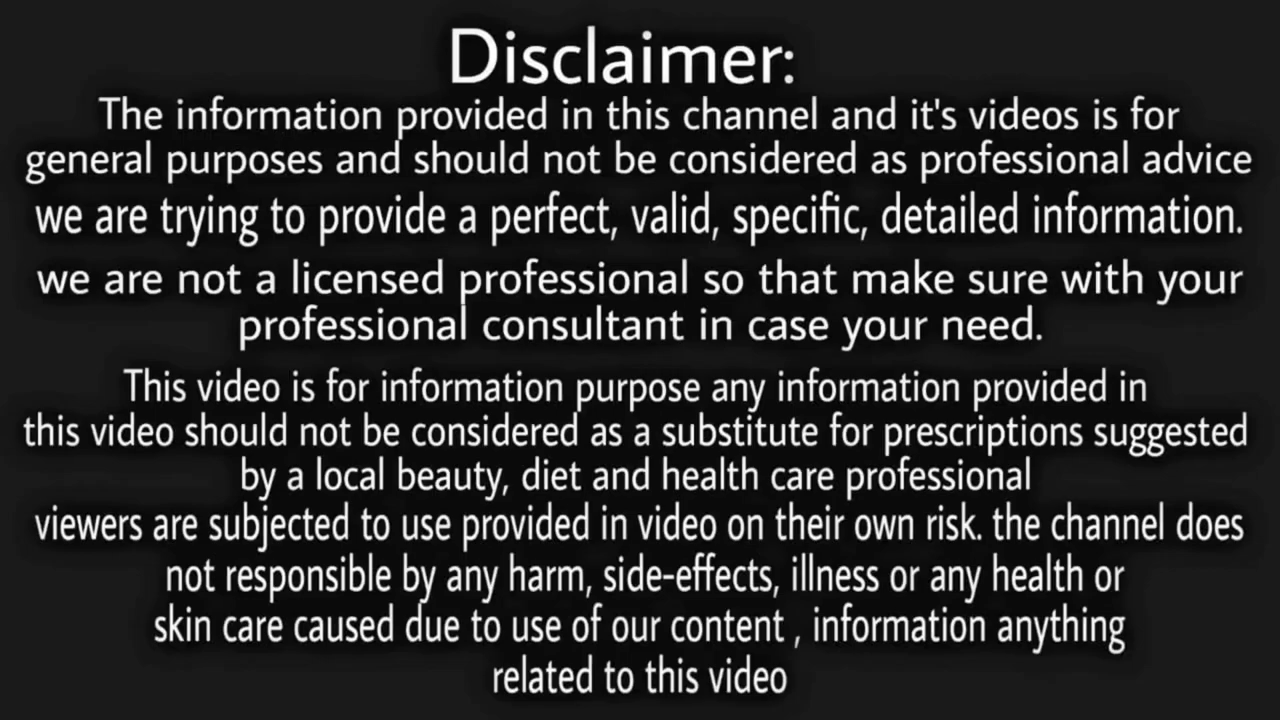 Disclaimer:
The information provided in this channel and it's videos is for
general purposes and should not be considered as professional advice
we are trying to provide a perfect, valid, specific, detailed information.
we are not a licensed professional so that make sure with your
professional consultant in case your need.
This video is for information purpose any information provided in
this video should not be considered as a substitute for prescriptions suggested
by a local beauty, diet and health care professional
viewers are subjected to use provided in video on their own risk. the channel does
not responsible by any harm, side-effects, illness or any health or
skin care caused due to use of our content , information anything
related to this video